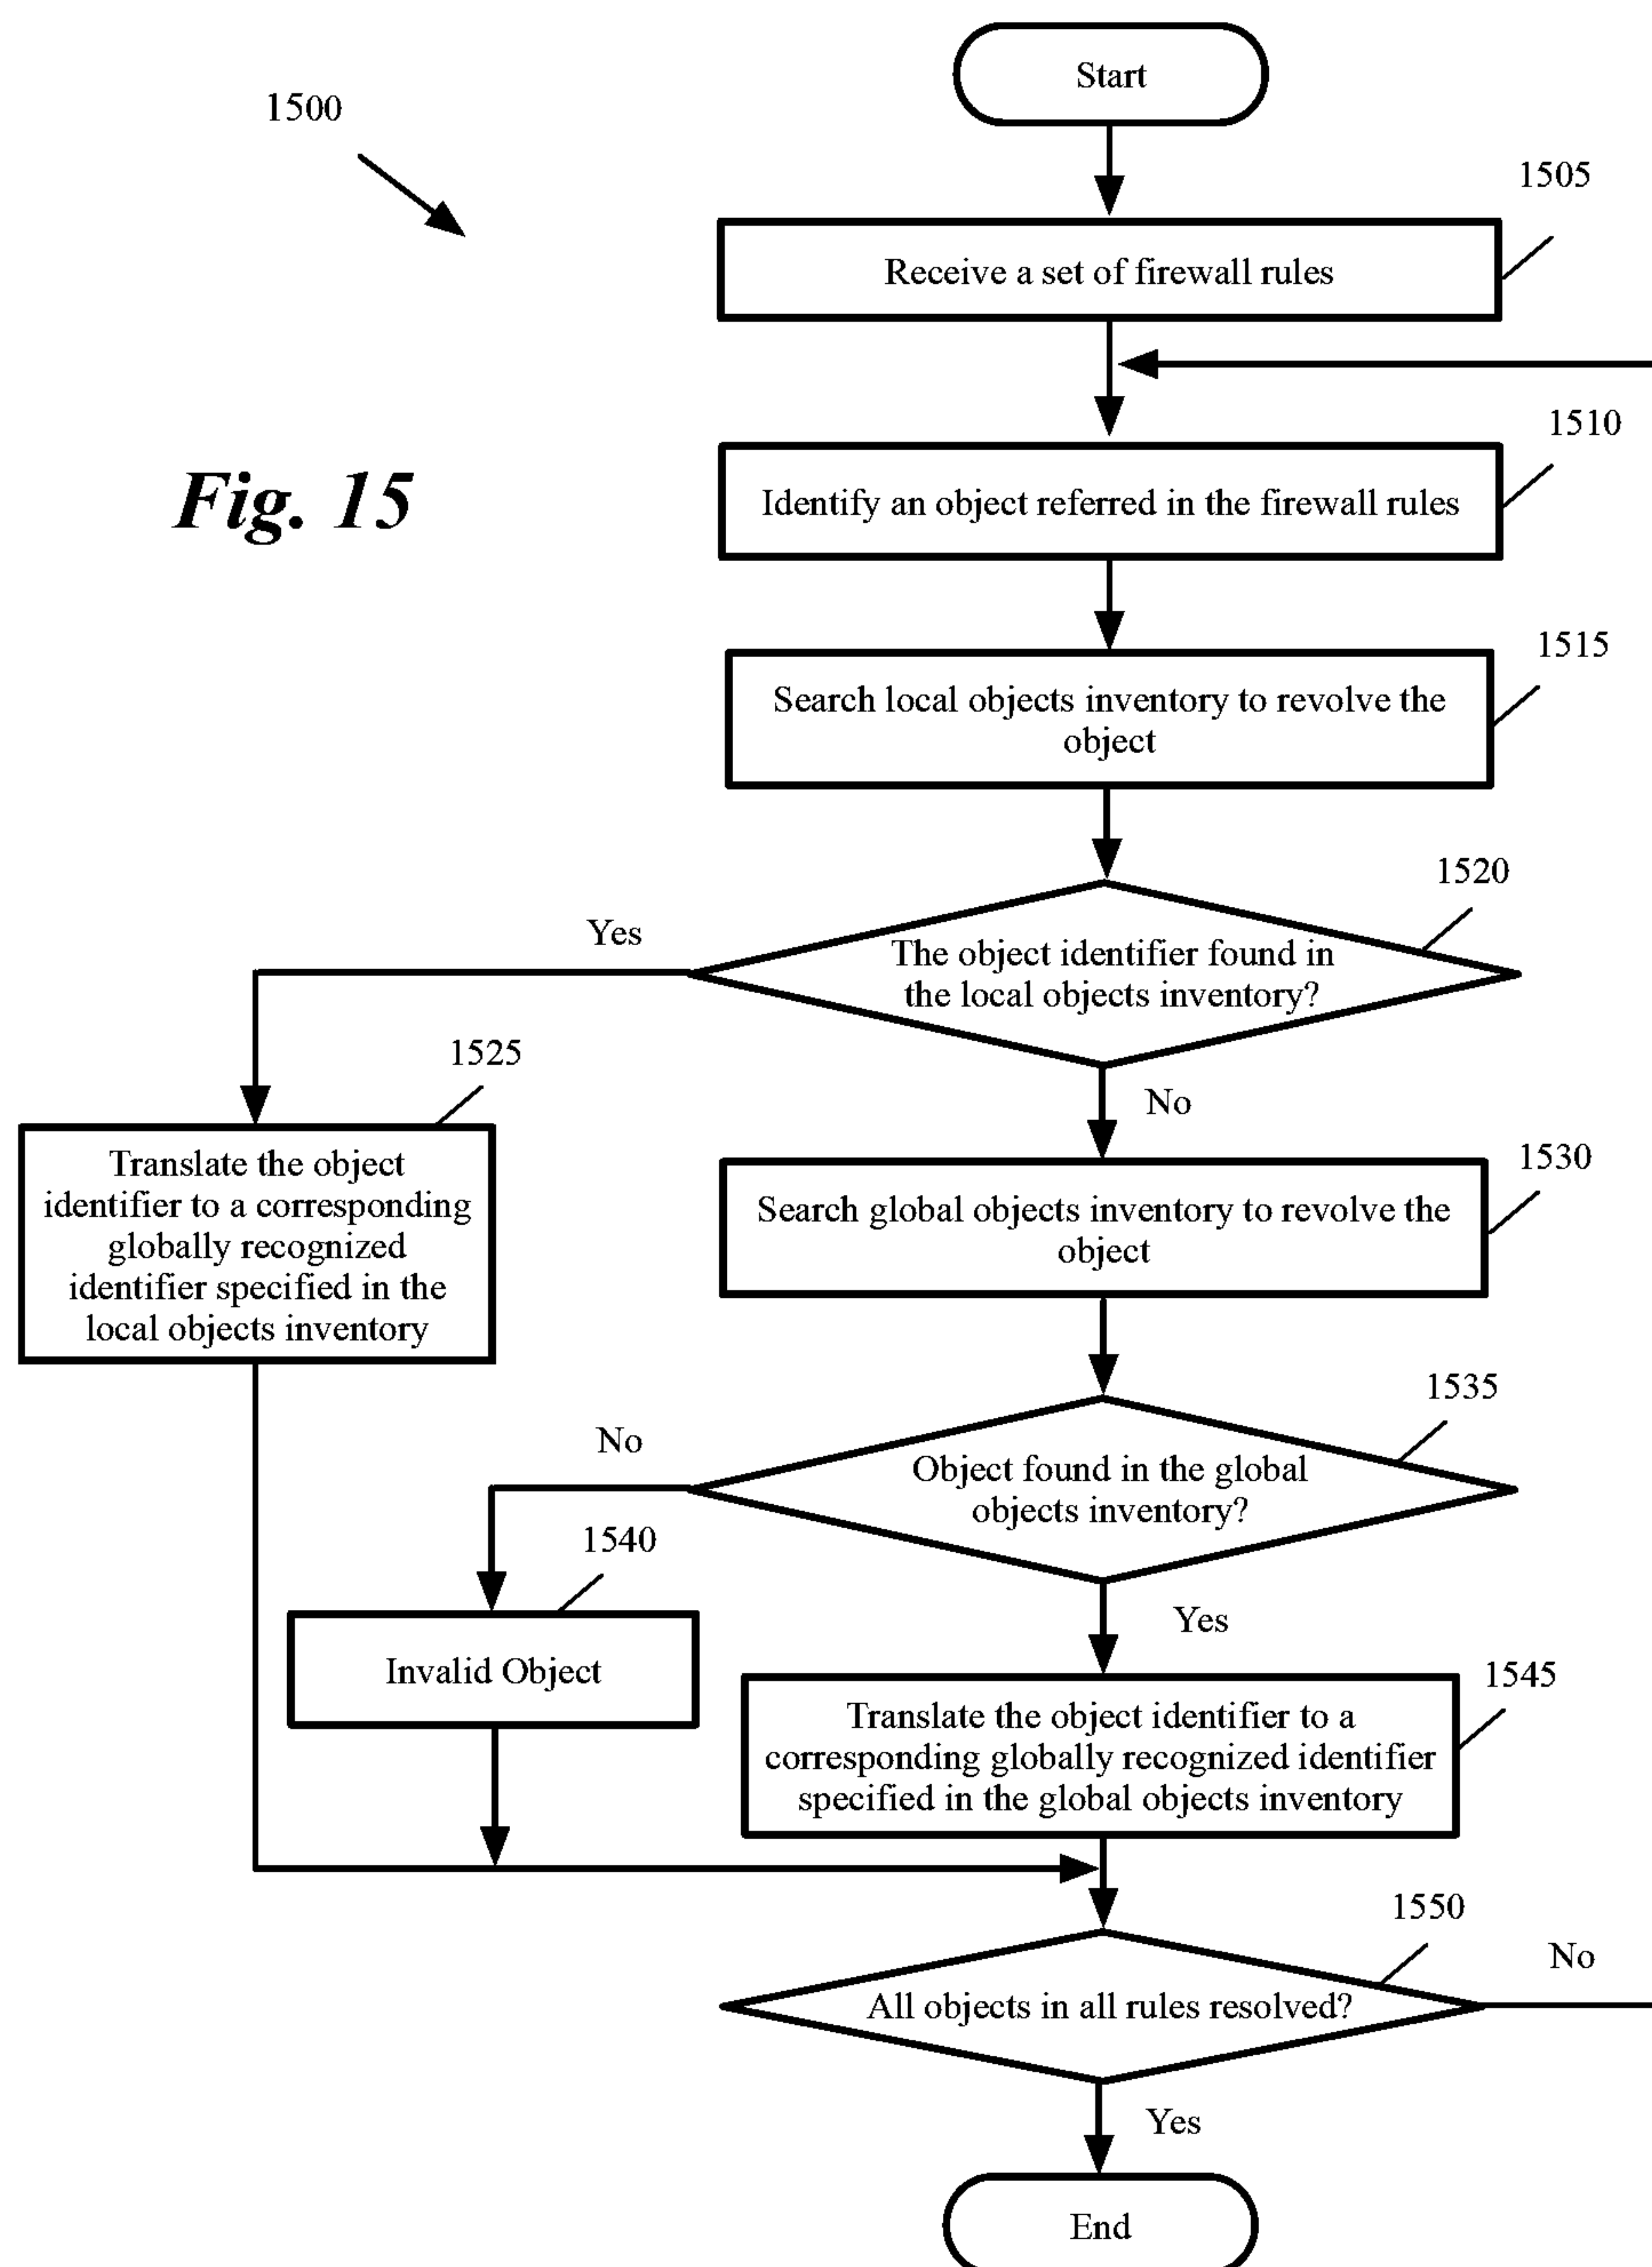 Start
1500
1505
Receive a set of firewall rules
1510
Fig. 15
Identify an object referred in the firewall rules
1515
Search local objects inventory to revolve the
object
1520
Yes
The object identifier found in
the local objects inventory?
1525
No
Translate the object
identifier to a corresponding
globally recognized
identifier specified in the
local objects inventory
1530
Search global objects inventory to revolve the
object
1535
No
Object found in the global
objects inventory?
1540
Yes
Invalid Object
1545
Translate the object identifier to a
corresponding globally recognized identifier
specified in the global objects inventory
1550
No
All objects in all rules resolved?
Yes
End